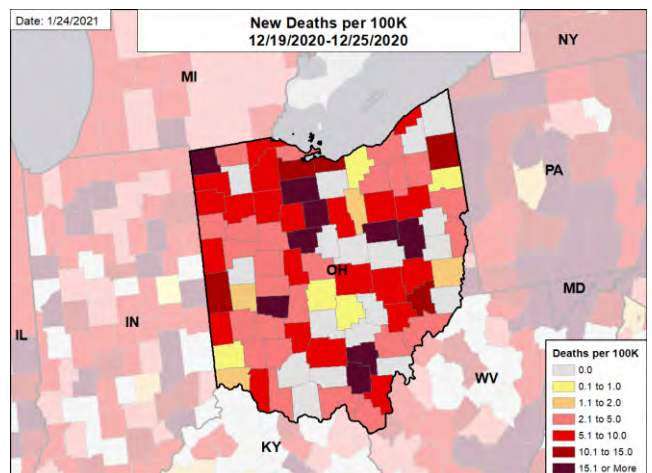 Date: 1/24/2021
New Deaths per 100K
12/19/2020-12/25/2020
NY
MI
PA
OH
IL
IN
MD
WV
KY
Deaths per 100K
0.0
0.1 to 1.0
1.1 to 2.0
2.1 to 5.0
5.1 to 10.0
10.1 to 15.0
15.1 or More